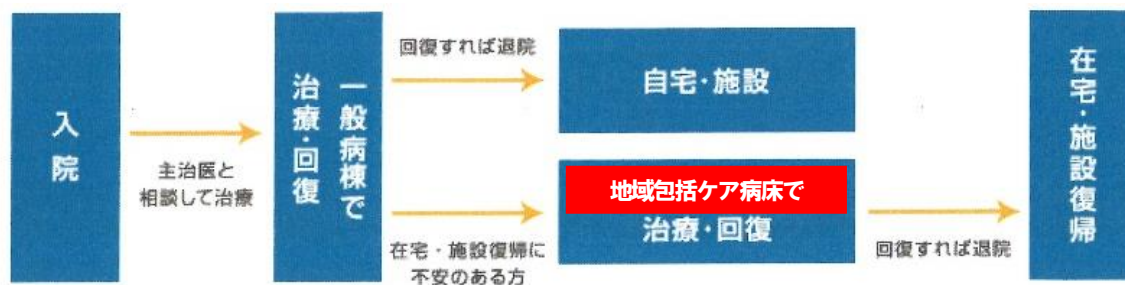 入院
主治医と
相談して治療
一般病棟で
治療・回復
回復すれば退院
自宅・施設
在宅・施設復帰に
不安のある方
地域包括ケア病床で
治療・回復
回復すれば退院
在宅・施設復帰